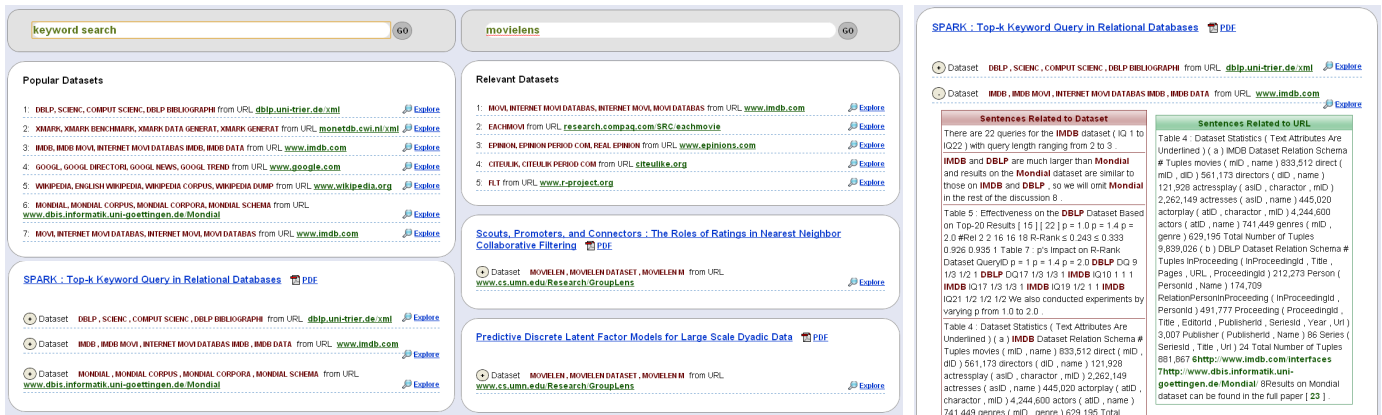 keyword search GO
Popular Datasets
1: DBLP, SCIENC, COMPUT SCIENC, DBLP BIBLIOGRAPHI from URL dblp.uni-trier.de/xml Explore
2: XMARK, XMARK BENCHMARK, XMARK DATA GENERAT, XMARK GENERAT from URL monetdb.cwi.nl/xml Explore
3: IMDB, IMDB MOVI, INTERNET MOVI DATABAS IMDB, IMDB DATA from URL www.imdb.com Explore
4: GOOGL, GOOGL DIRECTORI, GOOGL NEWS, GOOGL TREND from URL www.google.com Explore
5: WIKIPEDIA, ENGLISH WIKIPEDIA, WIKIPEDIA CORPUS, WIKIPEDIA DUMP from URL www.wikipedia.org Explore
6: MONDIAL, MONDIAL CORPUS, MONDIAL CORPORA, MONDIAL SCHEMA from URL
www.dbis.informatik.uni-goettingen.de/Mondial Explore
7: MOVI, INTERNET MOVI DATABAS, INTERNET MOVI, MOVI DATABAS from URL www.imdb.com Explore
SPARK : Top-k Keyword Query in Relational Databases PDF
Dataset DBLP , SCIENC , COMPUT SCIENC , DBLP BIBLIOGRAPHI from URL dblp.uni-trier.de/xml Explore
Dataset IMDB , IMDB MOVI , INTERNET MOVI DATABAS IMDB , IMDB DATA from URL www.imdb.com
Explore
Dataset MONDIAL , MONDIAL CORPUS , MONDIAL CORPORA , MONDIAL SCHEMA from URL
www.dbis.informatik.uni-goettingen.de/Mondial Explore
movielens GO
Relevant Datasets
1: MOVI, INTERNET MOVI DATABAS, INTERNET MOVI, MOVI DATABAS from URL www.imdb.com Explore
2: EACHMOVI from URL research.compaq.com/SRC/eachmovie Explore
3: EPINION, EPINION PERIOD COM, REAL EPINION from URL www.epinions.com Explore
4: CITEULIK, CITEULIK PERIOD COM from URL citeulike.org Explore
5: FLT from URL www.r-project.org Explore
Scouts, Promoters, and Connectors : The Roles of Ratings in Nearest Neighbor
Collaborative Filtering PDF
Dataset MOVIELEN , MOVIELEN DATASET , MOVIELEN M from URL
www.cs.umn.edu/Research/GroupLens Explore
Predictive Discrete Latent Factor Models for Large Scale Dyadic Data PDF
Dataset MOVIELEN , MOVIELEN DATASET , MOVIELEN M from URL
www.cs.umn.edu/Research/GroupLens Explore
SPARK : Top-k Keyword Query in Relational Databases PDF
Dataset DBLP , SCIENC , COMPUT SCIENC , DBLP BIBLIOGRAPHI from URL dblp.uni-trier.de/xml Explore
Dataset IMDB , IMDB MOVI , INTERNET MOVI DATABAS IMDB , IMDB DATA from URL www.imdb.com
Explore
Sentences Related to Dataset
There are 22 queries for the IMDB dataset ( IQ 1 to
IQ22 ) with query length ranging from 2 to 3 .
IMDB and DBLP are much larger than Mondial
and results on the Mondial dataset are similar to
those on IMDB and DBLP , so we will omit Mondial
in the rest of the discussion 8 .
Table 5 : Effectiveness on the DBLP Dataset Based
on Top-20 Results [ 15 ] [ 22 ] p = 1.0 p = 1.4 p =
2.0 #Rel 2 2 16 16 18 R-Rank ≤ 0.243 ≤ 0.333
0.926 0.935 1 Table 7 : p's Impact on R-Rank
Dataset QueryID p = 1 p = 1.4 p = 2.0 DBLP DQ 9
1/3 1/2 1 DBLP DQ17 1/3 1/3 1 IMDB IQ10 1 1 1
IMDB IQ17 1/3 1/3 1 IMDB IQ19 1/2 1 1 IMDB
IQ21 1/2 1/2 1/2 We also conducted experiments by
varying p from 1.0 to 2.0 .
Table 4 : Dataset Statistics ( Text Attributes Are
Underlined ) ( a ) IMDB Dataset Relation Schema #
Tuples movies ( mID , name ) 833,512 direct ( mID ,
dID ) 561,173 directors ( dID , name ) 121,928
actressplay ( asID , charactor , mID ) 2,262,149
actresses ( asID , name ) 445,020 actorplay ( atID ,
charactor , mID ) 4,244,600 actors ( atID , name )
741,449 genres ( mID , genre ) 629,195 Total
Sentences Related to URL
Table 4 : Dataset Statistics ( Text Attributes Are
Underlined ) ( a ) IMDB Dataset Relation Schema
# Tuples movies ( mID , name ) 833,512 direct (
mID , dID ) 561,173 directors ( dID , name )
121,928 actressplay ( asID , charactor , mID )
2,262,149 actresses ( asID , name ) 445,020
actorplay ( atID , charactor , mID ) 4,244,600
actors ( atID , name ) 741,449 genres ( mID ,
genre ) 629,195 Total Number of Tuples
9,839,026 ( b ) DBLP Dataset Relation Schema #
Tuples InProceeding ( InProceedingId , Title ,
Pages , URL , ProceedingId ) 212,273 Person (
PersonId , Name ) 174,709
RelationPersonInProceeding ( InProceedingId ,
PersonId ) 491,777 Proceeding ( ProceedingId ,
Title , EditorId , PublisherId , SeriesId , Year , Url )
3,007 Publisher ( PublisherId , Name ) 86 Series (
SeriesId , Title , Url ) 24 Total Number of Tuples
881,867 6http://www.imdb.com/interfaces
7http://www.dbis.informatik.uni-
goettingen.de/Mondial/ 8Results on Mondial
dataset can be found in the full paper [ 23 ] .